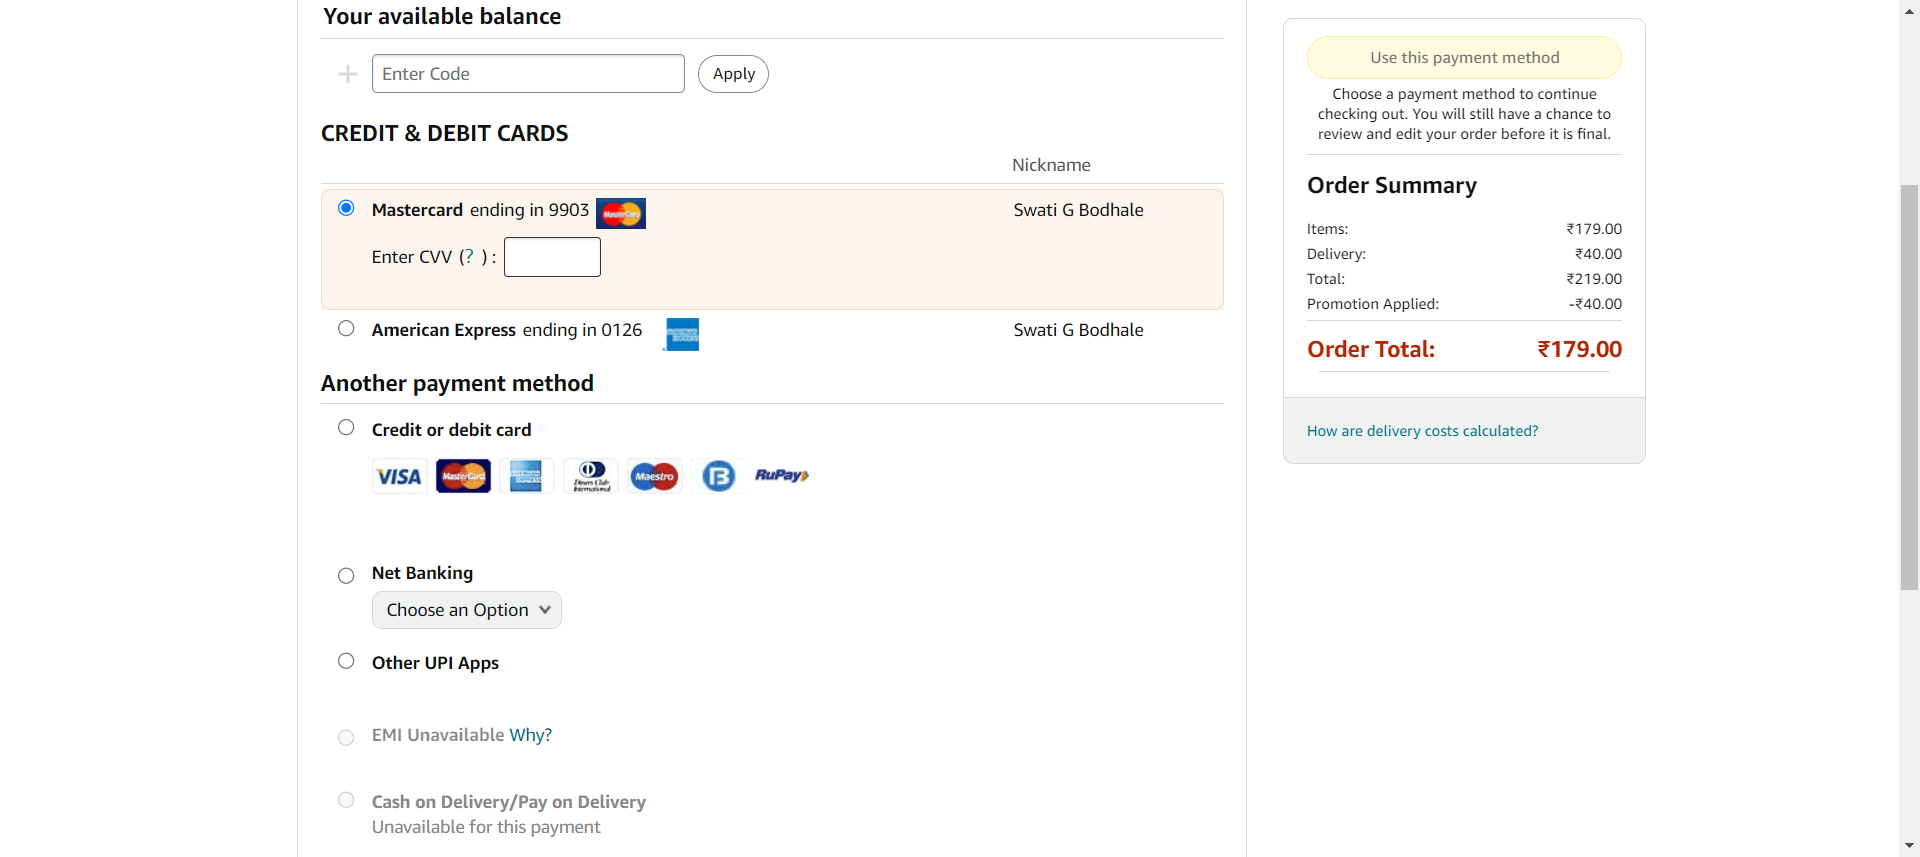 Your available balance
Enter Code
Apply
CREDIT & DEBIT CARDS
Nickname
Mastercard ending in 9903 MasterCard Swati G Bodhale
Enter CVV (? ) :
American Express ending in 0126 Swati G Bodhale
Another payment method
Credit or debit card
VISA MasterCard Diners Club International Maestro B RuPay
Net Banking
Choose an Option
Other UPI Apps
EMI Unavailable Why?
Cash on Delivery/Pay on Delivery
Unavailable for this payment
Use this payment method
Choose a payment method to continue
checking out. You will still have a chance to
review and edit your order before it is final.
Order Summary
Items: ₹179.00
Delivery: ₹40.00
Total: ₹219.00
Promotion Applied: -₹40.00
Order Total: ₹179.00
How are delivery costs calculated?